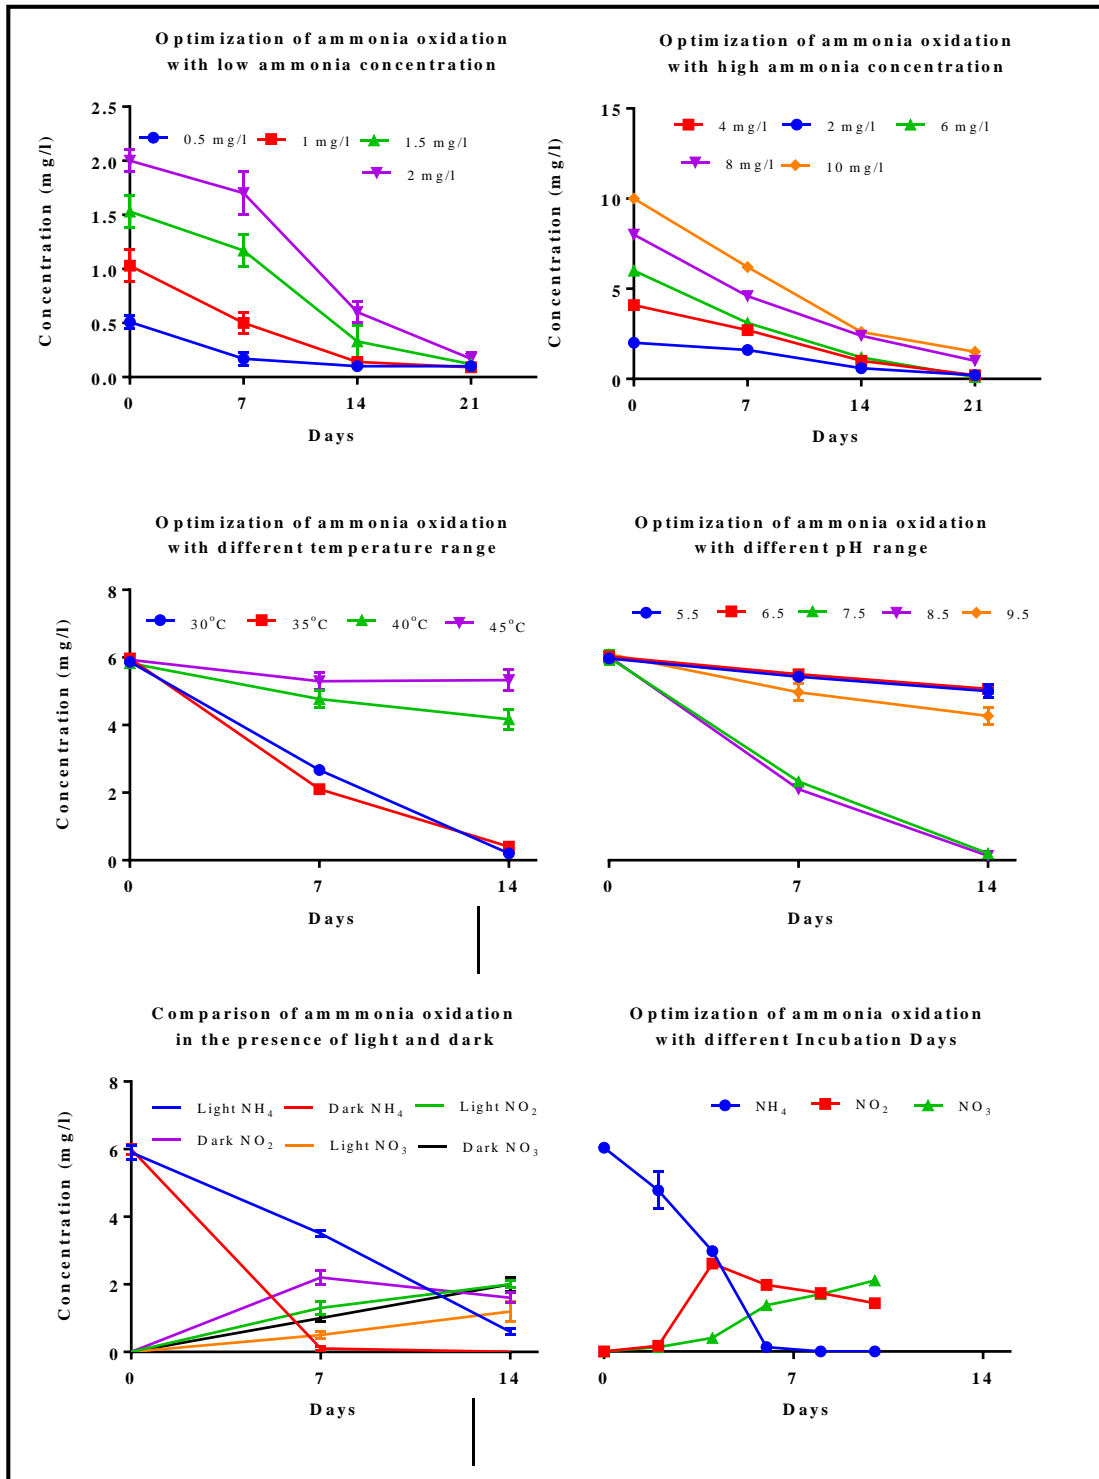 Optimization of ammonia oxidation
with low ammonia concentration
Concentration (mg/l)
2.5
2.0
1.5
1.0
0.5
0.0
0.5 mg/l
1 mg/l
1.5 mg/l
2 mg/l
0
7
14
21
Days
Optimization of ammonia oxidation
with high ammonia concentration
Concentration (mg/l)
15
10
5
0
4 mg/l
2 mg/l
6 mg/l
8 mg/l
10 mg/l
0
7
14
21
Days
Optimization of ammonia oxidation
with different temperature range
Concentration (mg/l)
8
6
4
2
0
30°C
35°C
40°C
45°C
0
7
14
Days
Optimization of ammonia oxidation
with different pH range
5.5
6.5
7.5
8.5
9.5
0
7
14
Days
Comparison of ammmonia oxidation
in the presence of light and dark
Concentration (mg/l)
8
6
4
2
0
Light NH₄
Dark NH₄
Light NO₂
Dark NO₂
Light NO₃
Dark NO₃
0
7
14
Days
Optimization of ammonia oxidation
with different Incubation Days
NH₄
NO₂
NO₃
0
7
14
Days